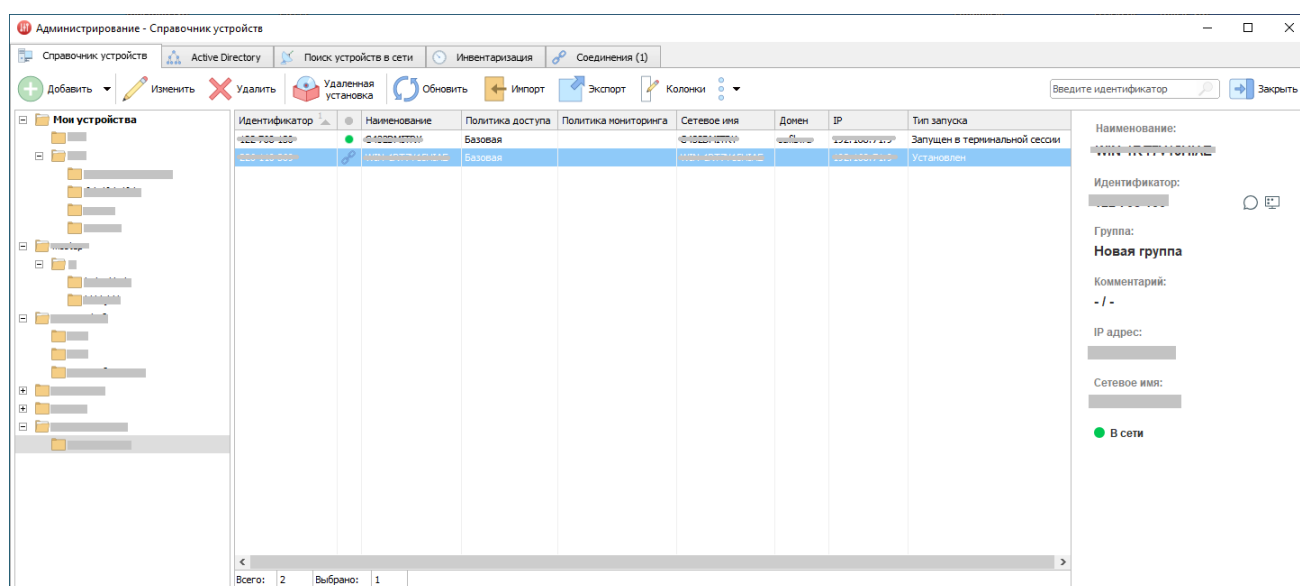 Администрирование - Справочник устройств
Справочник устройств Active Directory Поиск устройств в сети Инвентаризация Соединения (1)
Добавить Изменить Удалить Удаленная установка Обновить Импорт Экспорт Колонки Введите идентификатор Закрыть
Мои устройства
Идентификатор Наименование Политика доступа Политика мониторинга Сетевое имя Домен IP Тип запуска
Базовая Запущен в терминальной сессии
Базовая Установлен
Наименование:
Идентификатор:
Группа:
Новая группа
Комментарий:
- / -
IP адрес:
Сетевое имя:
В сети
Всего: 2 Выбрано: 1